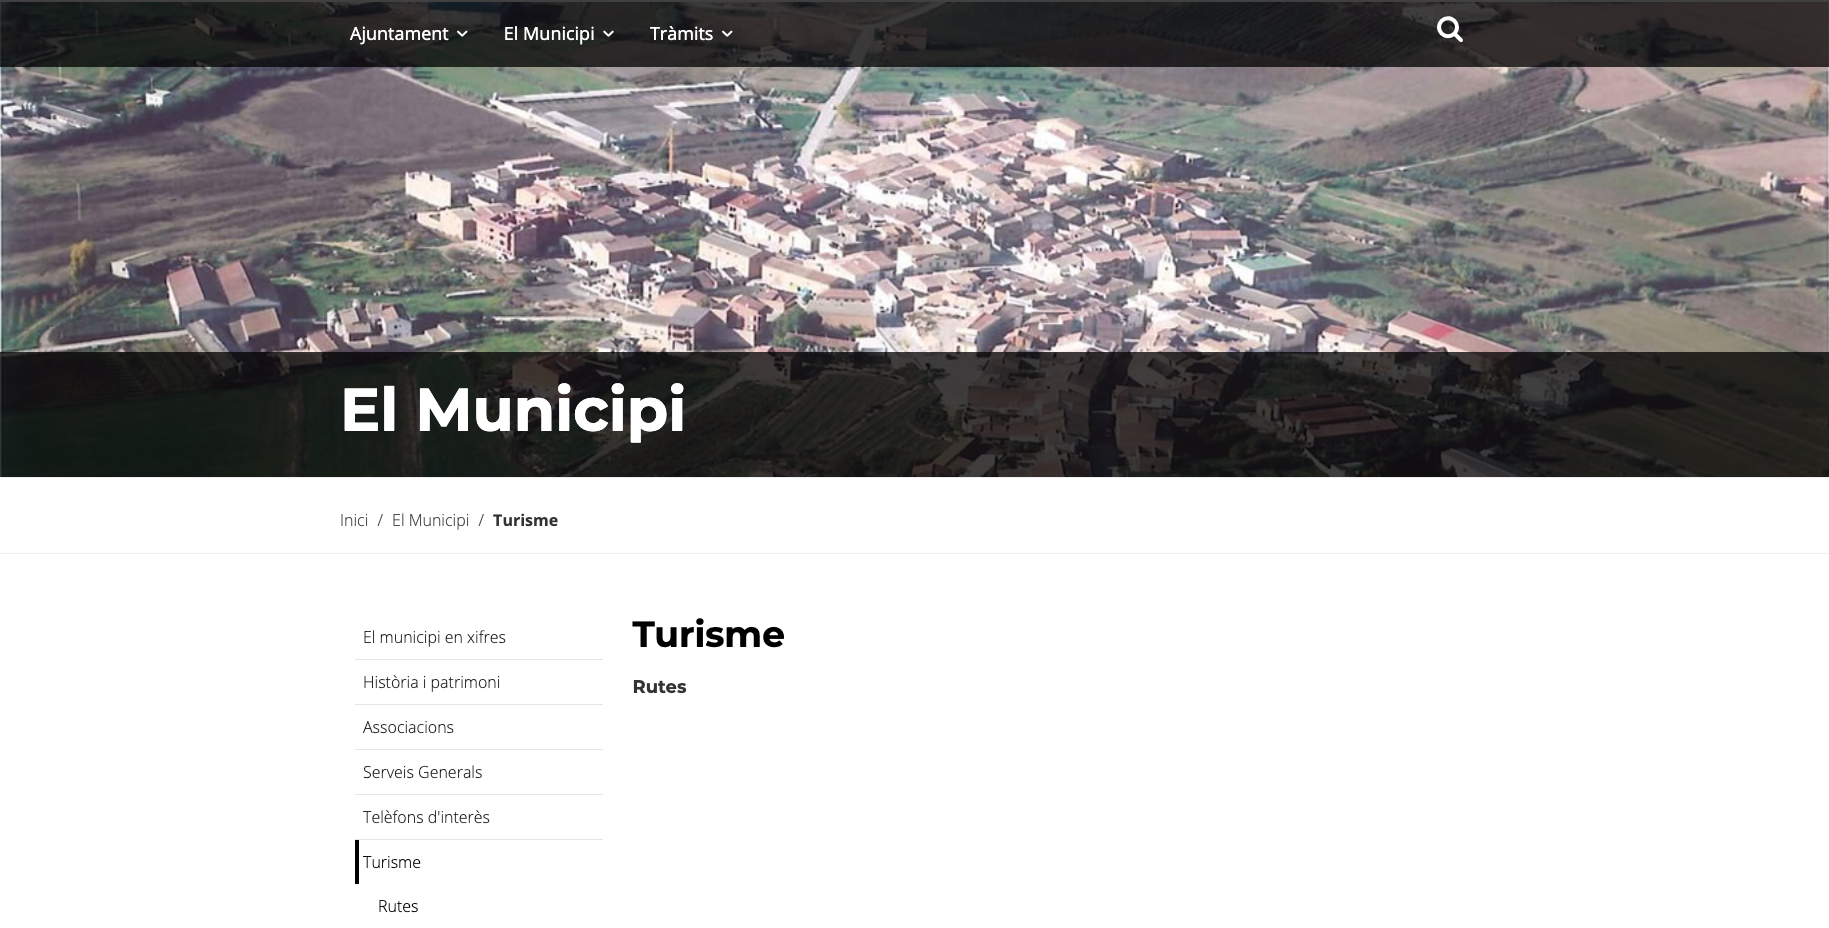 Ajuntament El Municipi Tràmits
El Municipi
Inici / El Municipi / Turisme
El municipi en xifres
Història i patrimoni
Associacions
Serveis Generals
Telèfons d'interès
Turisme
Rutes
Turisme
Rutes